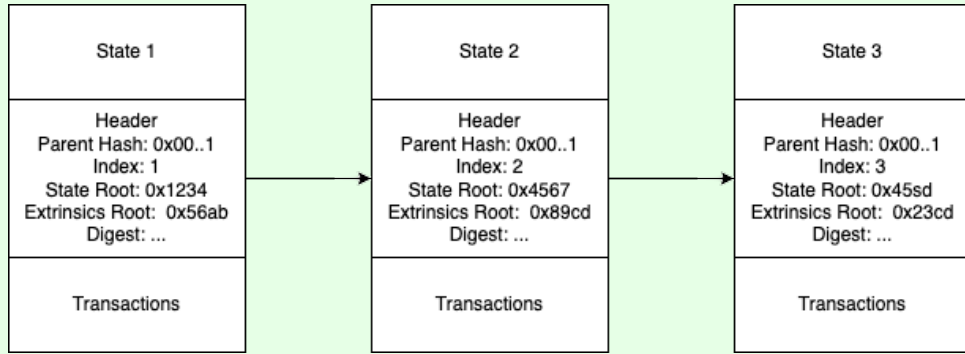 State 1
Header
Parent Hash: 0x00..1
Index: 1
State Root: 0x1234
Extrinsics Root: 0x56ab
Digest: ...
Transactions
State 2
Header
Parent Hash: 0x00..1
Index: 2
State Root: 0x4567
Extrinsics Root: 0x89cd
Digest: ...
Transactions
State 3
Header
Parent Hash: 0x00..1
Index: 3
State Root: 0x45sd
Extrinsics Root: 0x23cd
Digest: ...
Transactions